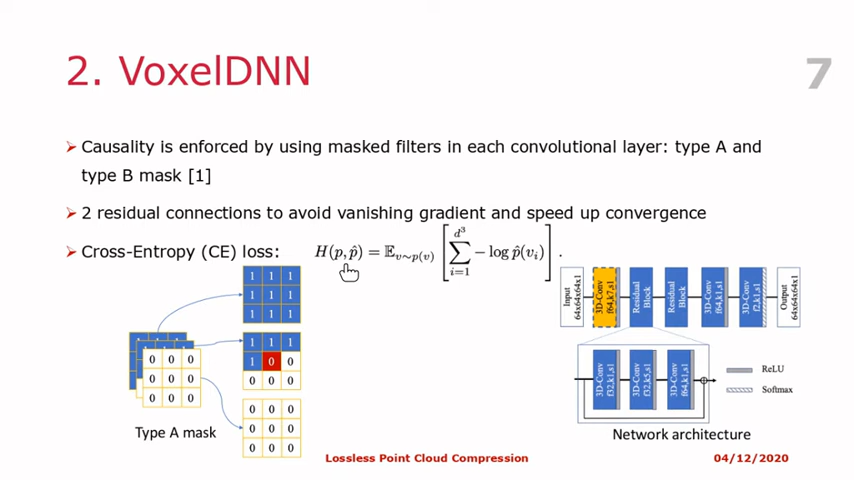 2. VoxelDNN
7
➢ Causality is enforced by using masked filters in each convolutional layer: type A and
type B mask [1]
➢ 2 residual connections to avoid vanishing gradient and speed up convergence
➢ Cross-Entropy (CE) loss:
H(p, p̂) = 𝔼_{v∼p(v)} [ ∑_{i=1}^{d³} − log p̂(v_i) ] .
1 1 1
1 1 1
1 1 1
1 1 1
1 0 0
0 0 0
0 0 0
0 0 0
0 0 0
0 0 0
0 0 0
0 0 0
Type A mask
Input
64x64x64x1
3D-Conv
f64,k7,s1
Residual
Block
Residual
Block
3D-Conv
f64,k1,s1
3D-Conv
f2,k1,s1
Output
64x64x64x1
3D-Conv
f32,k1,s1
3D-Conv
f32,k5,s1
3D-Conv
f64,k1,s1
ReLU
Softmax
Network architecture
Lossless Point Cloud Compression
04/12/2020